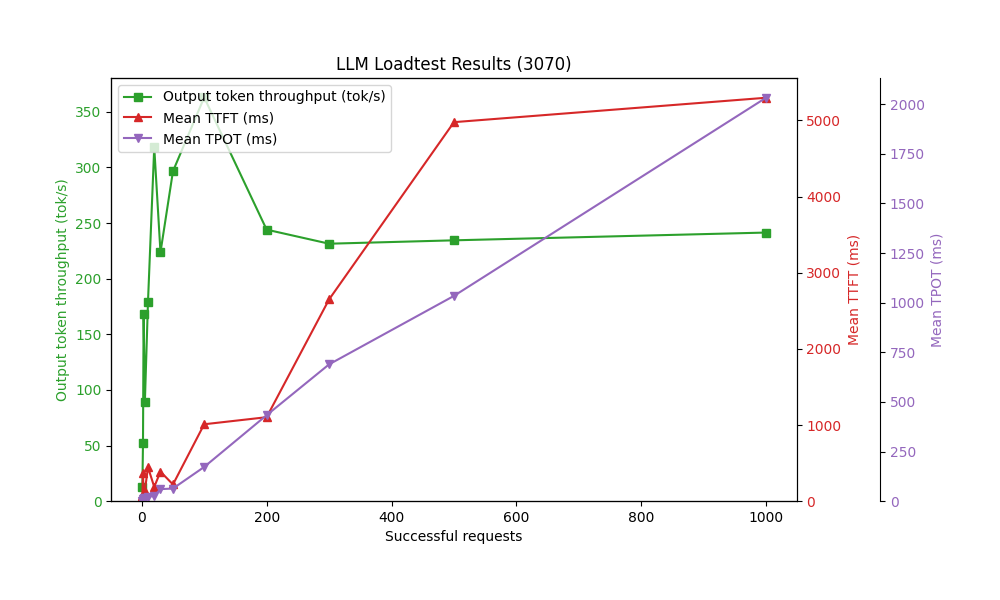 LLM Loadtest Results (3070)
Output token throughput (tok/s)
Mean TTFT (ms)
Mean TPOT (ms)
Output token throughput (tok/s)
350
300
250
200
150
100
50
0
0 200 400 600 800 1000
Successful requests
5000
4000
3000
2000
1000
0
Mean TTFT (ms)
2000
1750
1500
1250
1000
750
500
250
0
Mean TPOT (ms)